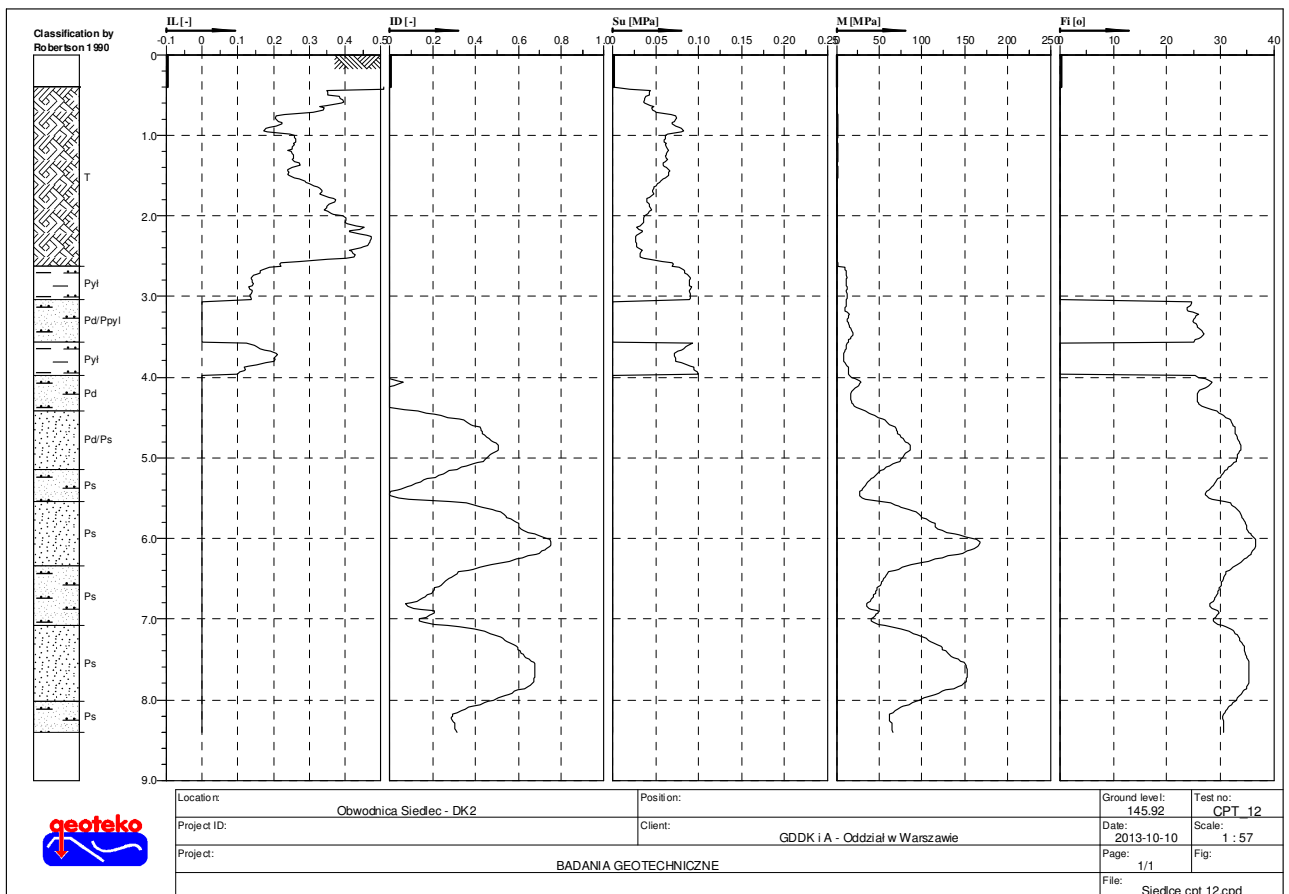 Classification by
Robertson 1990
IL [-]
-0.1 0 0.1 0.2 0.3 0.4 0.5
ID [-]
0 0.2 0.4 0.6 0.8 1.0
Su [MPa]
0 0.05 0.10 0.15 0.20 0.25
M [MPa]
0 50 100 150 200 250
Fi [o]
0 10 20 30 40
0
1.0
T
2.0
Pył
3.0
Pd/Ppyl
Pył
4.0
Pd
Pd/Ps
5.0
Ps
Ps
6.0
Ps
7.0
Ps
8.0
Ps
9.0
geoteko
Location:
Obwodnica Siedlec - DK2
Position:
Ground level:
145.92
Test no:
CPT_12
Project ID:
Client:
GDDK i A - Oddział w Warszawie
Date:
2013-10-10
Scale:
1 : 57
Project:
BADANIA GEOTECHNICZNE
Page:
1/1
Fig:
File:
Siedlce cpt 12.cpd